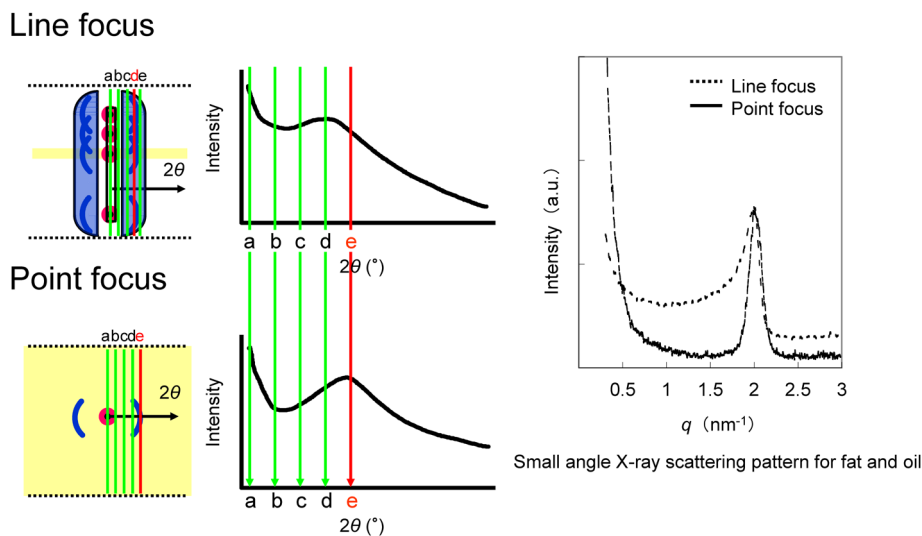 Line focus
abcde
2θ
Intensity
a b c d e
2θ (°)
Point focus
abcde
2θ
Intensity
a b c d e
2θ (°)
Line focus
Point focus
Intensity (a.u.)
0.5 1 1.5 2 2.5 3
q (nm-1)
Small angle X-ray scattering pattern for fat and oil